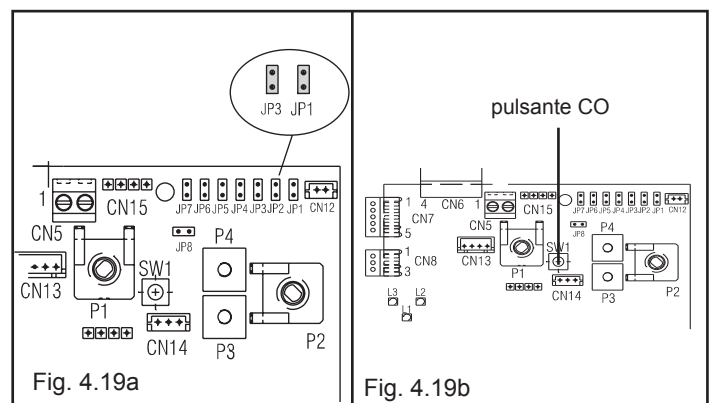 JP3 JP1
1
CN5
CN15
JP7 JP6 JP5 JP4 JP3 JP2 JP1
CN12
JP8
P4
CN13
SW1
P1
CN14
P3
P2
Fig. 4.19a
pulsante CO
4 CN6 1
1
CN7
5
CN5
CN15
JP7 JP6 JP5 JP4 JP3 JP2 JP1
CN12
JP8
P4
1
CN8
3
CN13
SW1
P1
CN14
P3
P2
L3
L2
L1
Fig. 4.19b